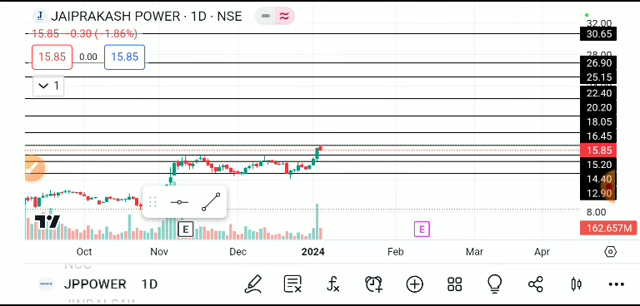 J JAIPRAKASH POWER · 1D · NSE
15.85 -0.30 (-1.86%)
15.85 0.00 15.85
1
32.00
30.65
28.00
26.90
25.15
22.40
20.20
18.05
16.45
15.85
15.20
14.40
12.90
8.00
162.657M
E E
Oct Nov Dec 2024 Feb Mar Apr
NCC
JPPOWER 1D
JINDALSAW